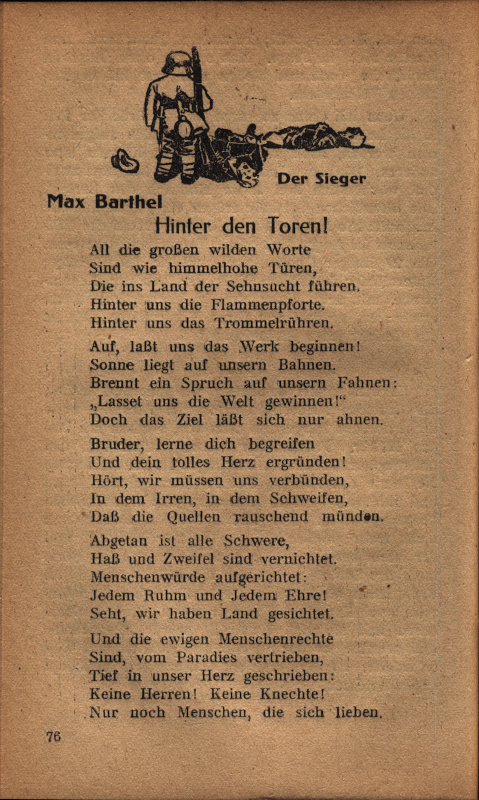 Der Sieger
Max Barthel
Hinter den Toren!
All die großen wilden Worte
Sind wie himmelhohe Türen,
Die ins Land der Sehnsucht führen.
Hinter uns die Flammenpforte.
Hinter uns das Trommelrühren.
Auf, laßt uns das Werk beginnen!
Sonne liegt auf unsern Bahnen.
Brennt ein Spruch auf unsern Fahnen:
„Lasset uns die Welt gewinnen!“
Doch das Ziel läßt sich nur ahnen.
Bruder, lerne dich begreifen
Und dein tolles Herz ergründen!
Hört, wir müssen uns verbünden,
In dem Irren, in dem Schweifen,
Daß die Quellen rauschend münden.
Abgetan ist alle Schwere,
Haß und Zweifel sind vernichtet.
Menschenwürde aufgerichtet:
Jedem Ruhm und Jedem Ehre!
Seht, wir haben Land gesichtet.
Und die ewigen Menschenrechte
Sind, vom Paradies vertrieben,
Tief in unser Herz geschrieben:
Keine Herren! Keine Knechte!
Nur noch Menschen, die sich lieben.
76